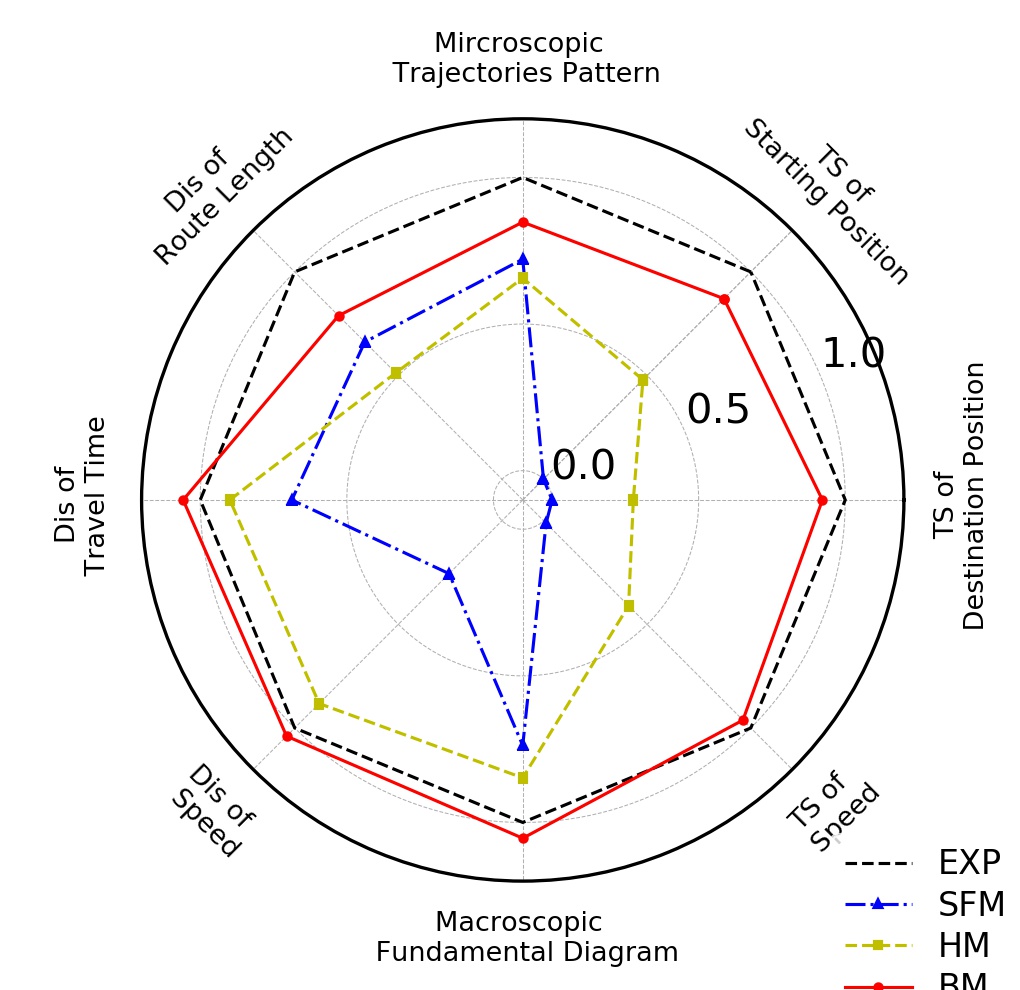 Mircroscopic
Trajectories Pattern
TS of
Starting Position
Dis of
Route Length
1.0
0.5
0.0
Dis of
Travel Time
TS of
Destination Position
Dis of
Speed
TS of
Speed
Macroscopic
Fundamental Diagram
EXP
SFM
HM
BM